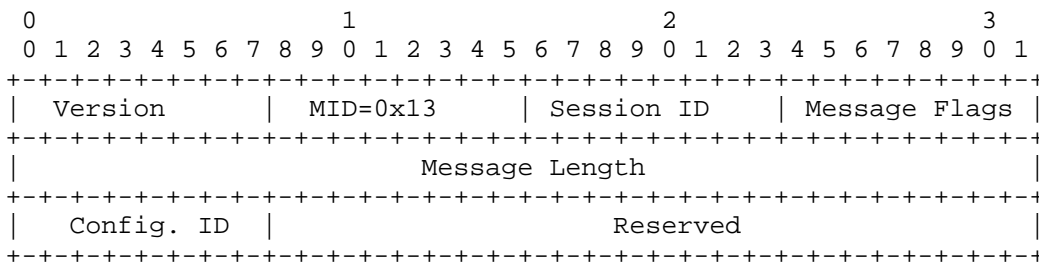 0                   1                   2                   3
0 1 2 3 4 5 6 7 8 9 0 1 2 3 4 5 6 7 8 9 0 1 2 3 4 5 6 7 8 9 0 1
+-+-+-+-+-+-+-+-+-+-+-+-+-+-+-+-+-+-+-+-+-+-+-+-+-+-+-+-+-+-+-+-+
|   Version     |  MID=0x13     |  Session ID   | Message Flags |
+-+-+-+-+-+-+-+-+-+-+-+-+-+-+-+-+-+-+-+-+-+-+-+-+-+-+-+-+-+-+-+-+
|                        Message Length                         |
+-+-+-+-+-+-+-+-+-+-+-+-+-+-+-+-+-+-+-+-+-+-+-+-+-+-+-+-+-+-+-+-+
|   Config. ID  |                    Reserved                   |
+-+-+-+-+-+-+-+-+-+-+-+-+-+-+-+-+-+-+-+-+-+-+-+-+-+-+-+-+-+-+-+-+